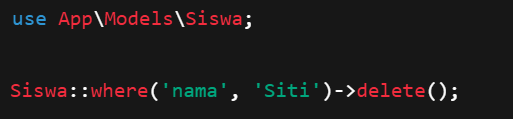 use App\Models\Siswa;
Siswa::where('nama', 'Siti')->delete();